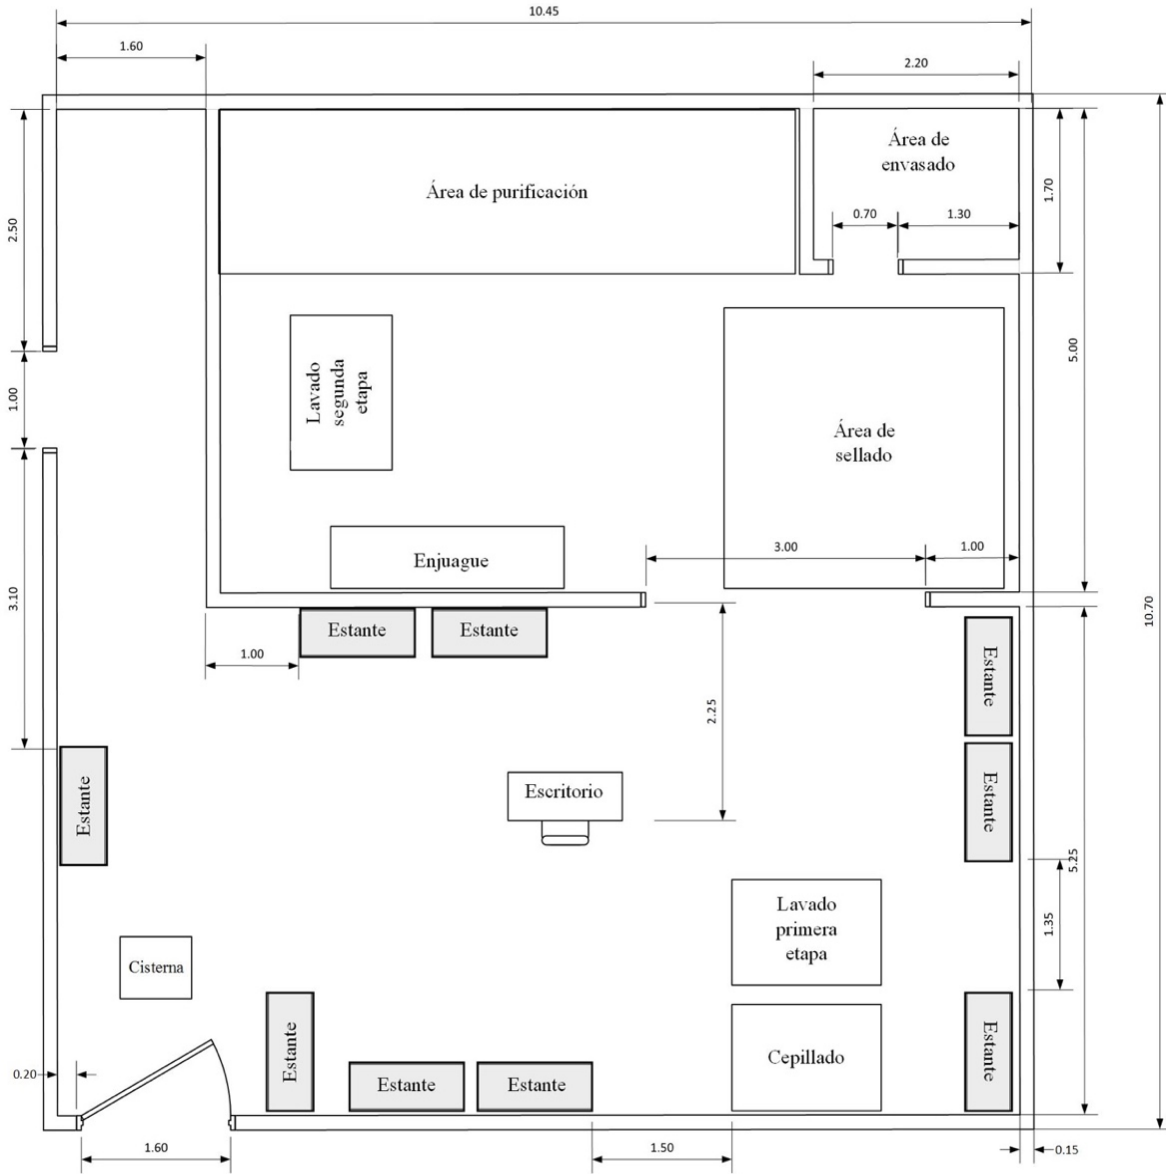 10.45
1.60
2.20
Área de
envasado
Área de purificación
1.70
0.70
1.30
2.50
5.00
Lavado
segunda
etapa
1.00
Área de
sellado
3.00
1.00
Enjuague
3.10
10.70
Estante
Estante
1.00
Estante
2.25
Estante
Escritorio
Estante
5.25
Lavado
primera
etapa
1.35
Cisterna
Estante
Cepillado
Estante
0.20
Estante
Estante
1.60
1.50
0.15